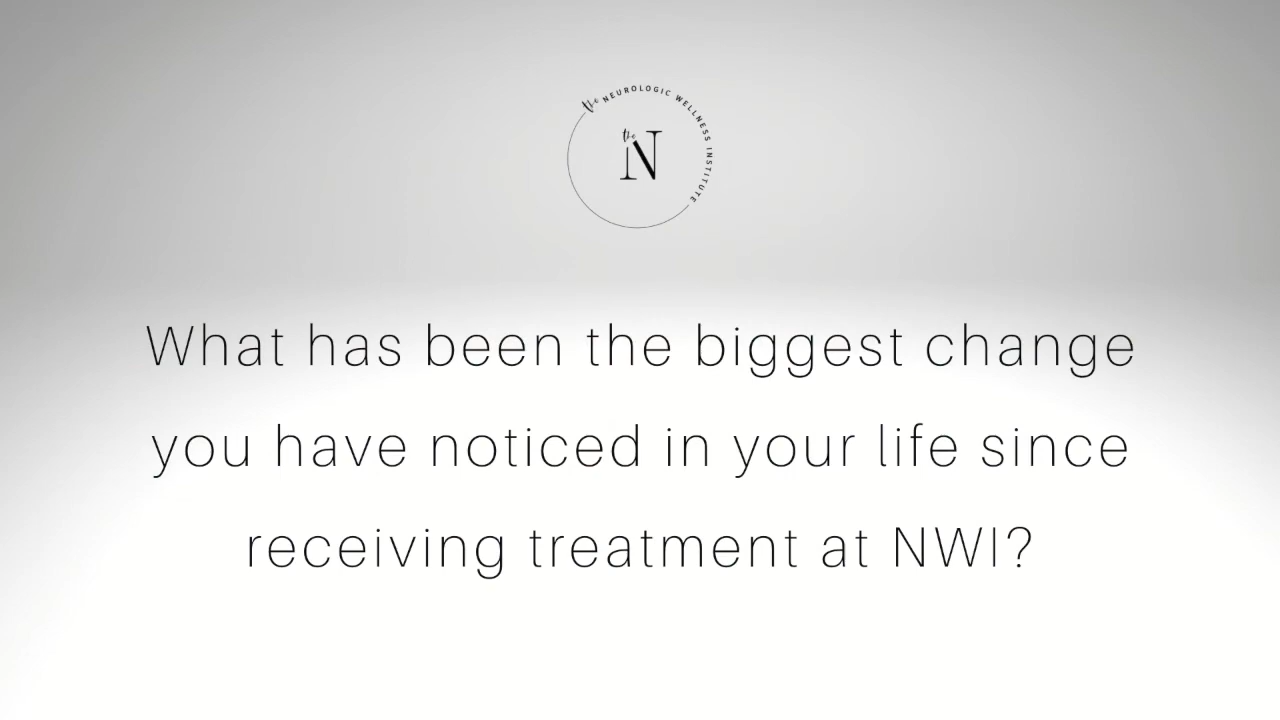 the NEUROLOGIC WELLNESS INSTITUTE
the N
What has been the biggest change
you have noticed in your life since
receiving treatment at NWI?